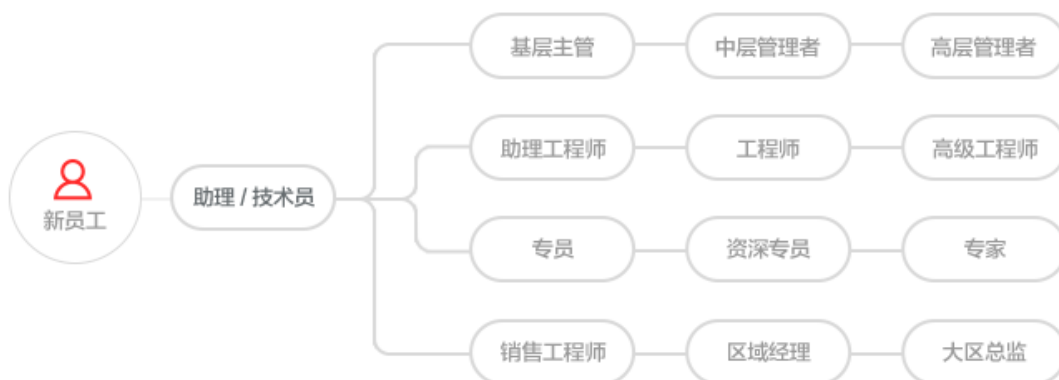 基层主管
中层管理者
高层管理者
助理工程师
工程师
高级工程师
新员工
助理 / 技术员
专员
资深专员
专家
销售工程师
区域经理
大区总监